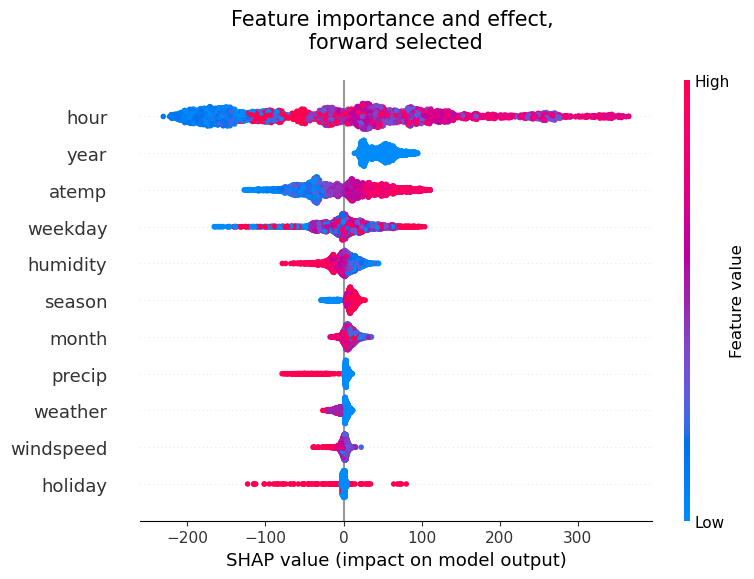 Feature importance and effect,
forward selected
High
hour
year
atemp
weekday
humidity
season
month
precip
weather
windspeed
holiday
Feature value
Low
−200 −100 0 100 200 300
SHAP value (impact on model output)